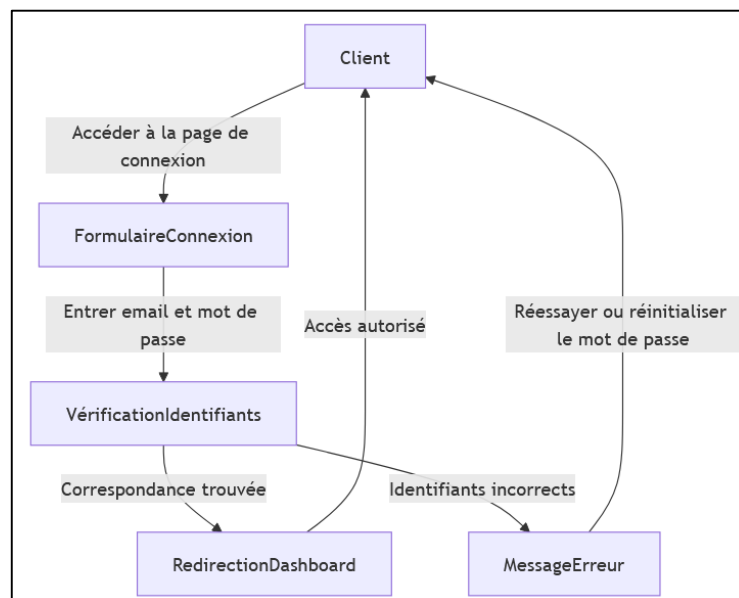 Client
Accéder à la page de
connexion
FormulaireConnexion
Entrer email et mot de
passe
Accès autorisé
Réessayer ou réinitialiser
le mot de passe
VérificationIdentifiants
Correspondance trouvée
Identifiants incorrects
RedirectionDashboard
MessageErreur